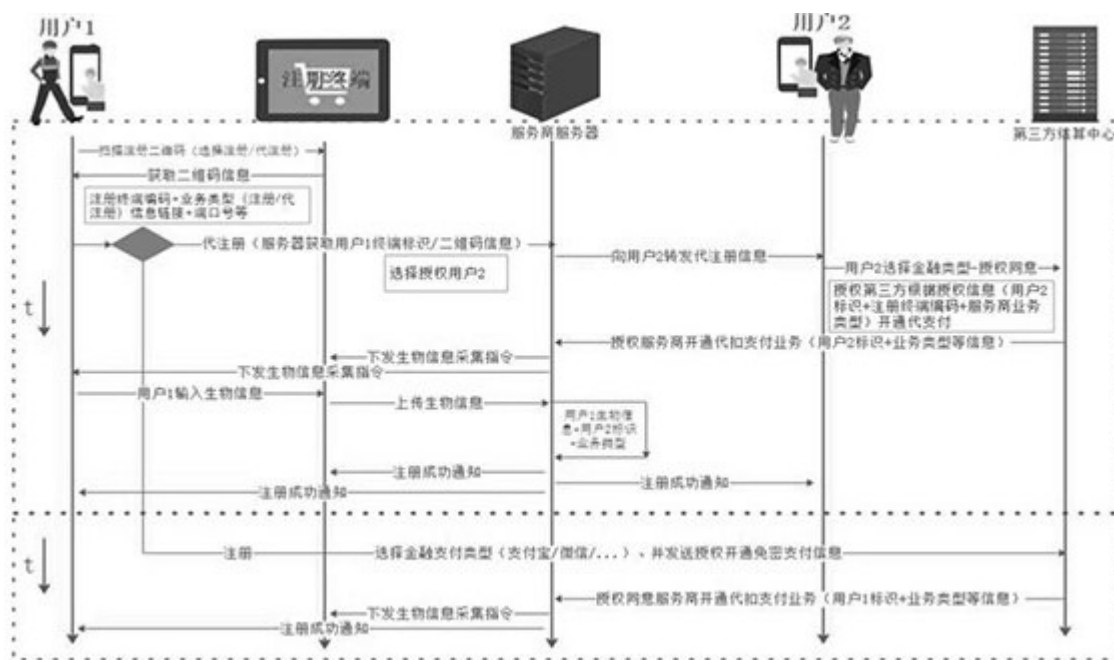 用户1
用户2
注册终端
服务商服务器
第三方结算中心
扫描注册二维码（选择注册/代注册）
获取二维码信息
注册终端编码+业务类型（注册/代
注册）信息链接+端口号等
代注册（服务器获取用户1终端标识/二维码信息）
向用户2转发代注册信息
选择授权用户2
用户2选择金融类型-授权同意
授权第三方根据授权信息（用户2
标识+注册终端编码+服务商业务
类型）开通代支付
t
授权服务商开通代扣支付业务（用户2标识+业务类型等信息）
下发生物信息采集指令
下发生物信息采集指令
用户1输入生物信息
上传生物信息
用户1生物信
息+用户2标识
+业务类型
注册成功通知
注册成功通知
注册成功通知
注册
选择金融支付类型（支付宝/微信/...）、并发送授权开通免密支付信息
t
授权同意服务商开通代扣支付业务（用户1标识+业务类型等信息）
下发生物信息采集指令
注册成功通知